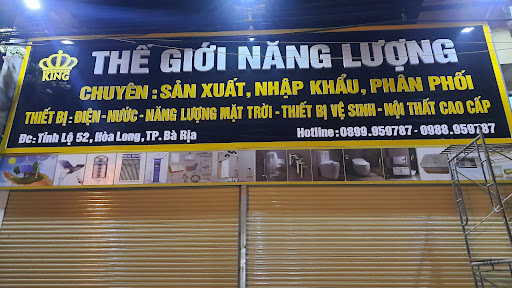 KING
THẾ GIỚI NĂNG LƯỢNG
CHUYÊN : SẢN XUẤT, NHẬP KHẨU, PHÂN PHỐI
THIẾT BỊ : ĐIỆN - NƯỚC - NĂNG LƯỢNG MẶT TRỜI - THIẾT BỊ VỆ SINH - NỘI THẤT CAO CẤP
Đc: Tỉnh Lộ 52, Hòa Long, TP. Bà Rịa
Hotline : 0899.959787 - 0988.959787